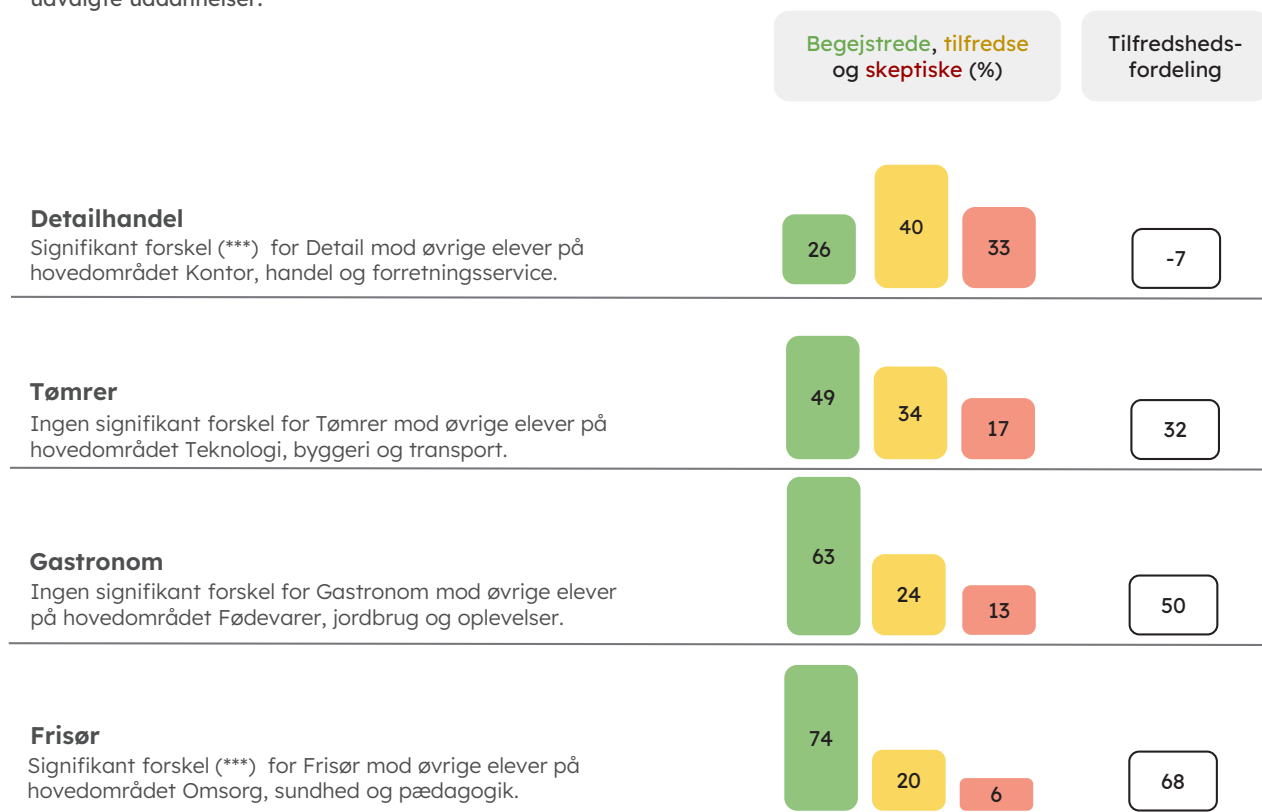 Begejstrede, tilfredse
og skeptiske (%)
Tilfredsheds-
fordeling
Detailhandel
Signifikant forskel (***)  for Detail mod øvrige elever på
hovedområdet Kontor, handel og forretningsservice.
26
40
33
-7
Tømrer
Ingen signifikant forskel for Tømrer mod øvrige elever på
hovedområdet Teknologi, byggeri og transport.
49
34
17
32
Gastronom
Ingen signifikant forskel for Gastronom mod øvrige elever
på hovedområdet Fødevarer, jordbrug og oplevelser.
63
24
13
50
Frisør
Signifikant forskel (***)  for Frisør mod øvrige elever på
hovedområdet Omsorg, sundhed og pædagogik.
74
20
6
68